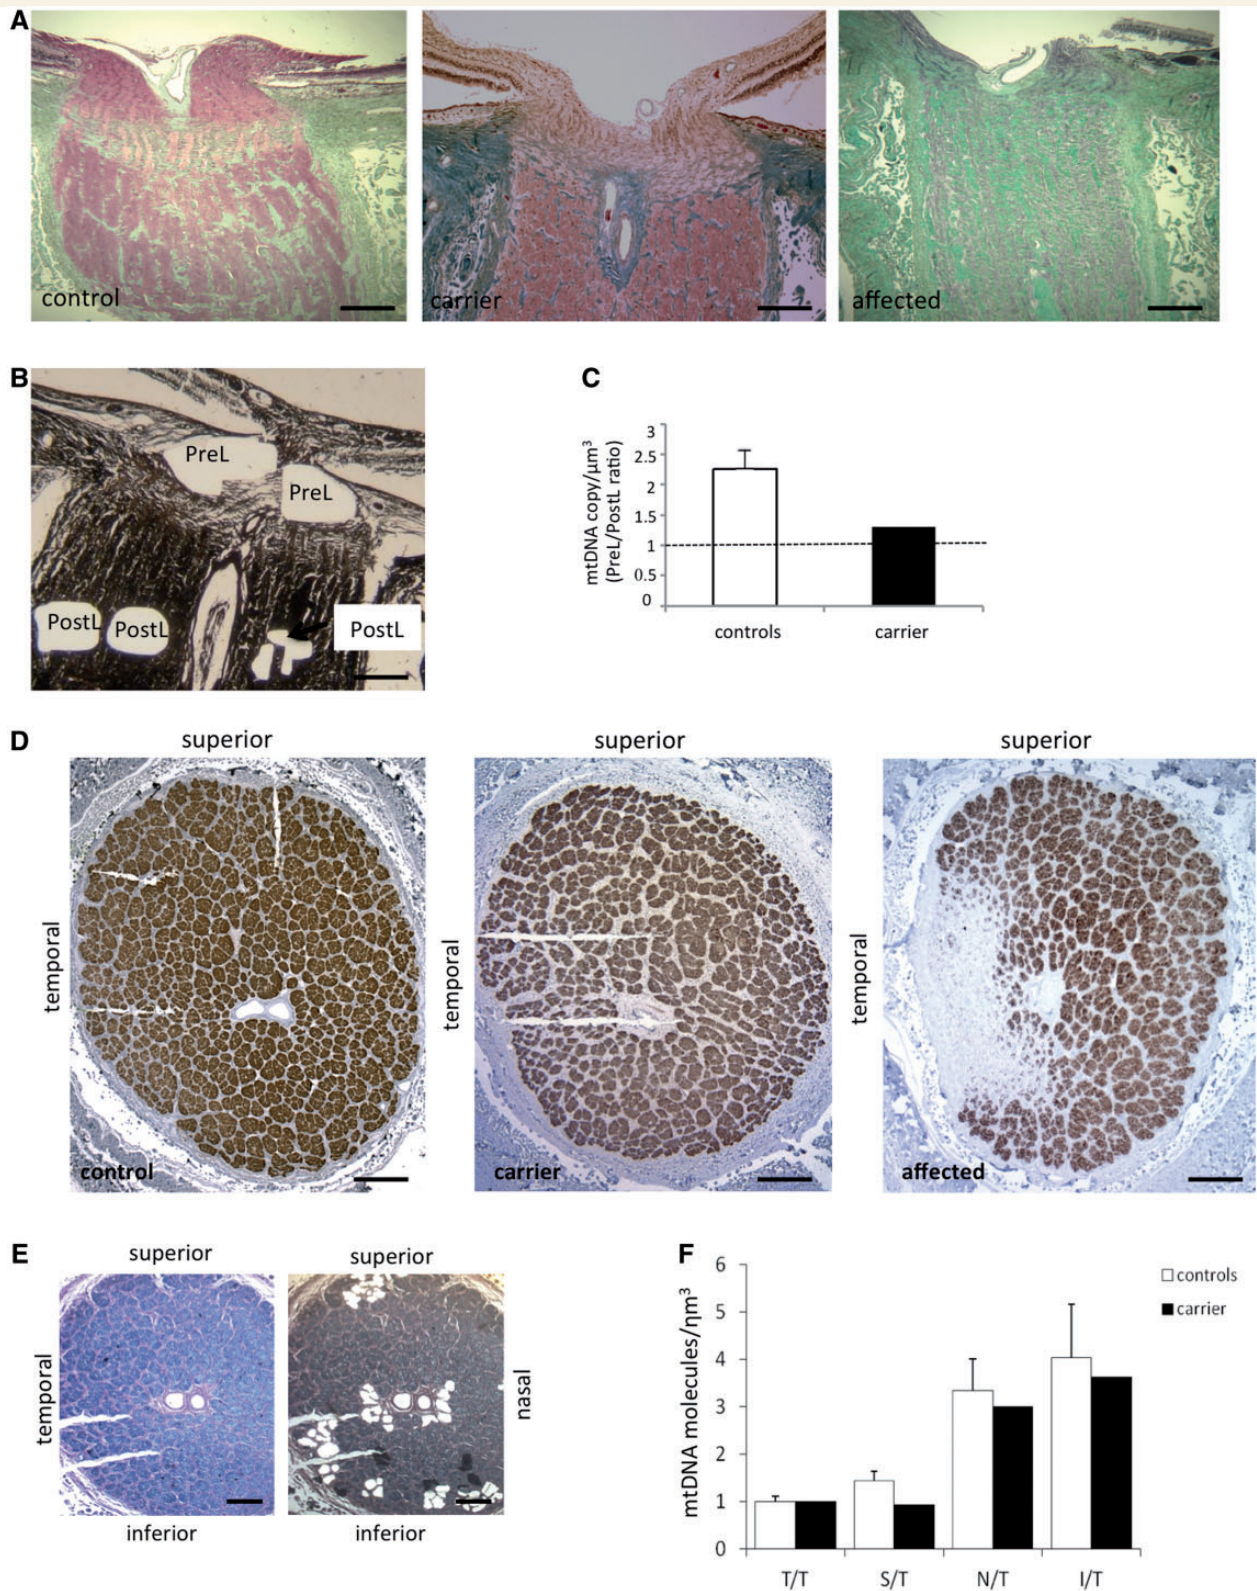 A
control
carrier
affected
B
PreL
PreL
PostL
PostL
PostL
C
mtDNA copy/µm³
(PreL/PostL ratio)
3
2.5
2
1.5
1
0.5
0
controls
carrier
D
superior
superior
superior
temporal
temporal
temporal
control
carrier
affected
E
superior
superior
temporal
nasal
inferior
inferior
F
mtDNA molecules/ηm³
6
5
4
3
2
1
0
controls
carrier
T/T
S/T
N/T
I/T